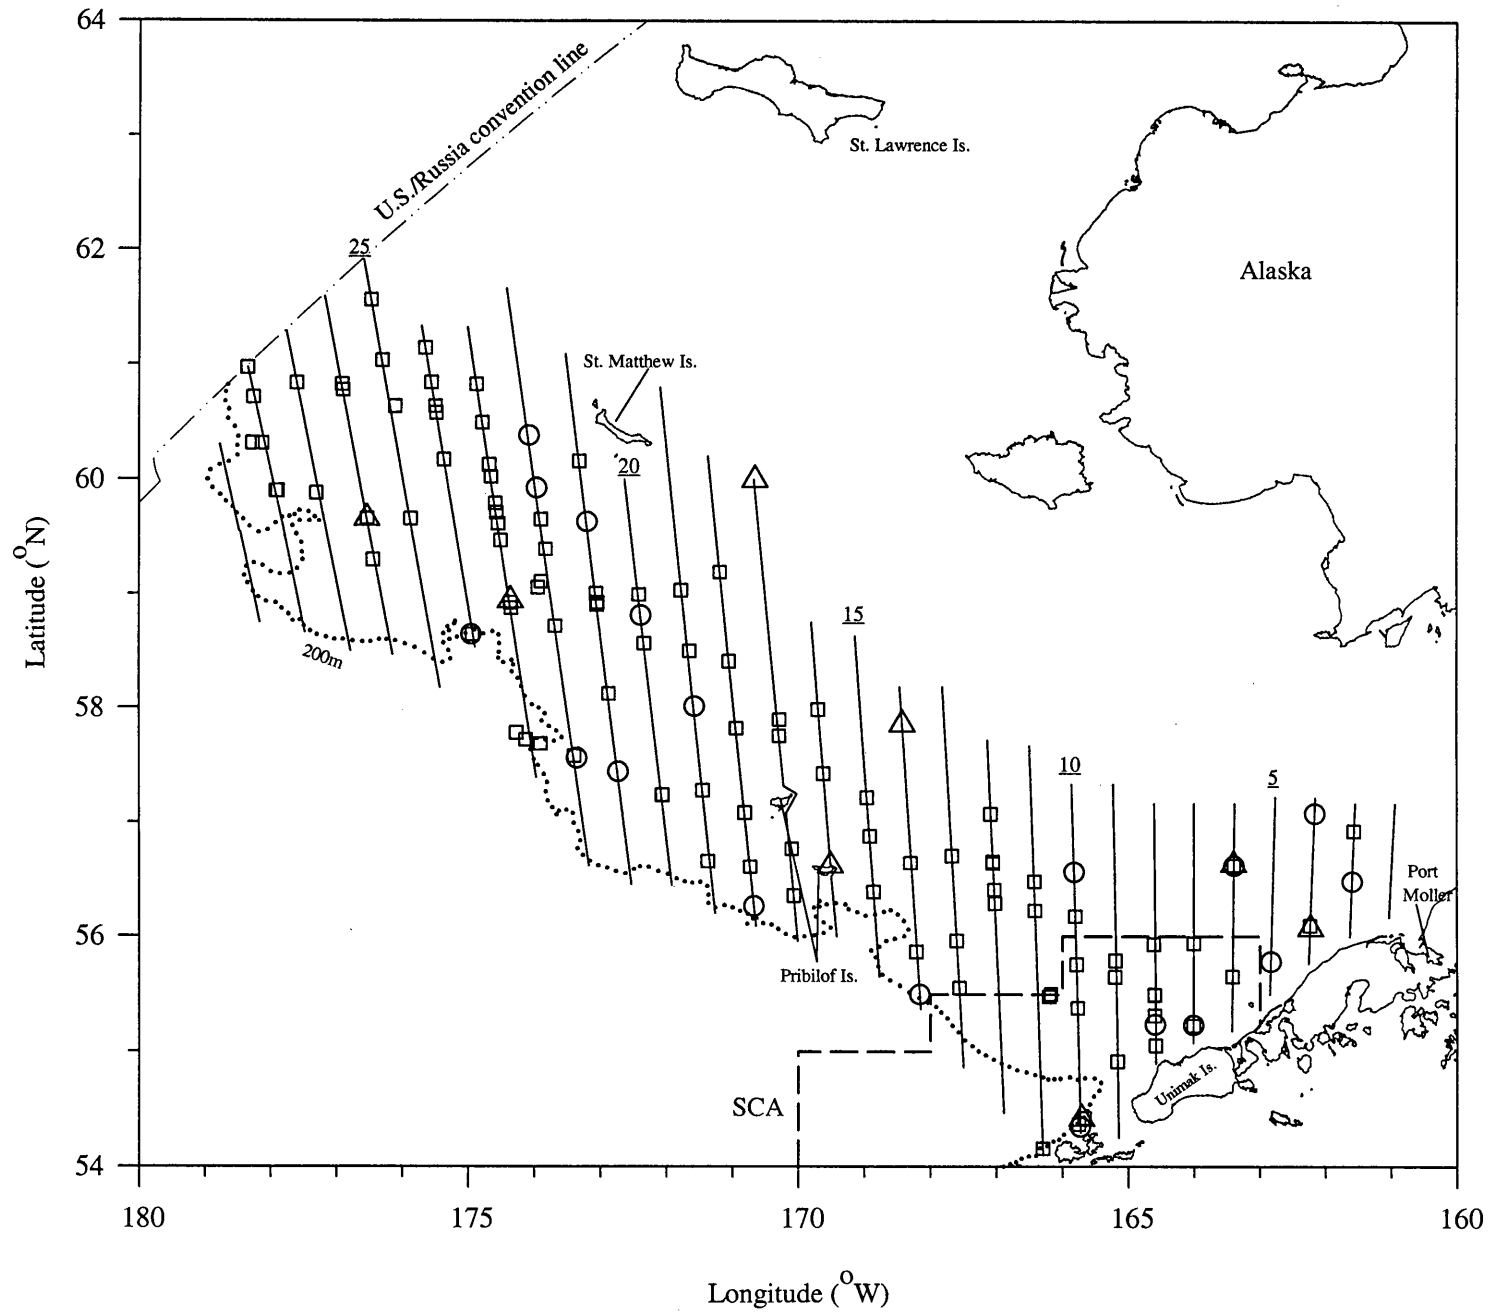 64
U.S./Russia convention line
St. Lawrence Is.
62
25
Alaska
St. Matthew Is.
60
20
Latitude (°N)
15
200m
58
10
5
Port
Moller
56
Pribilof Is.
Unimak Is.
SCA
54
180
175
170
165
160
Longitude (°W)